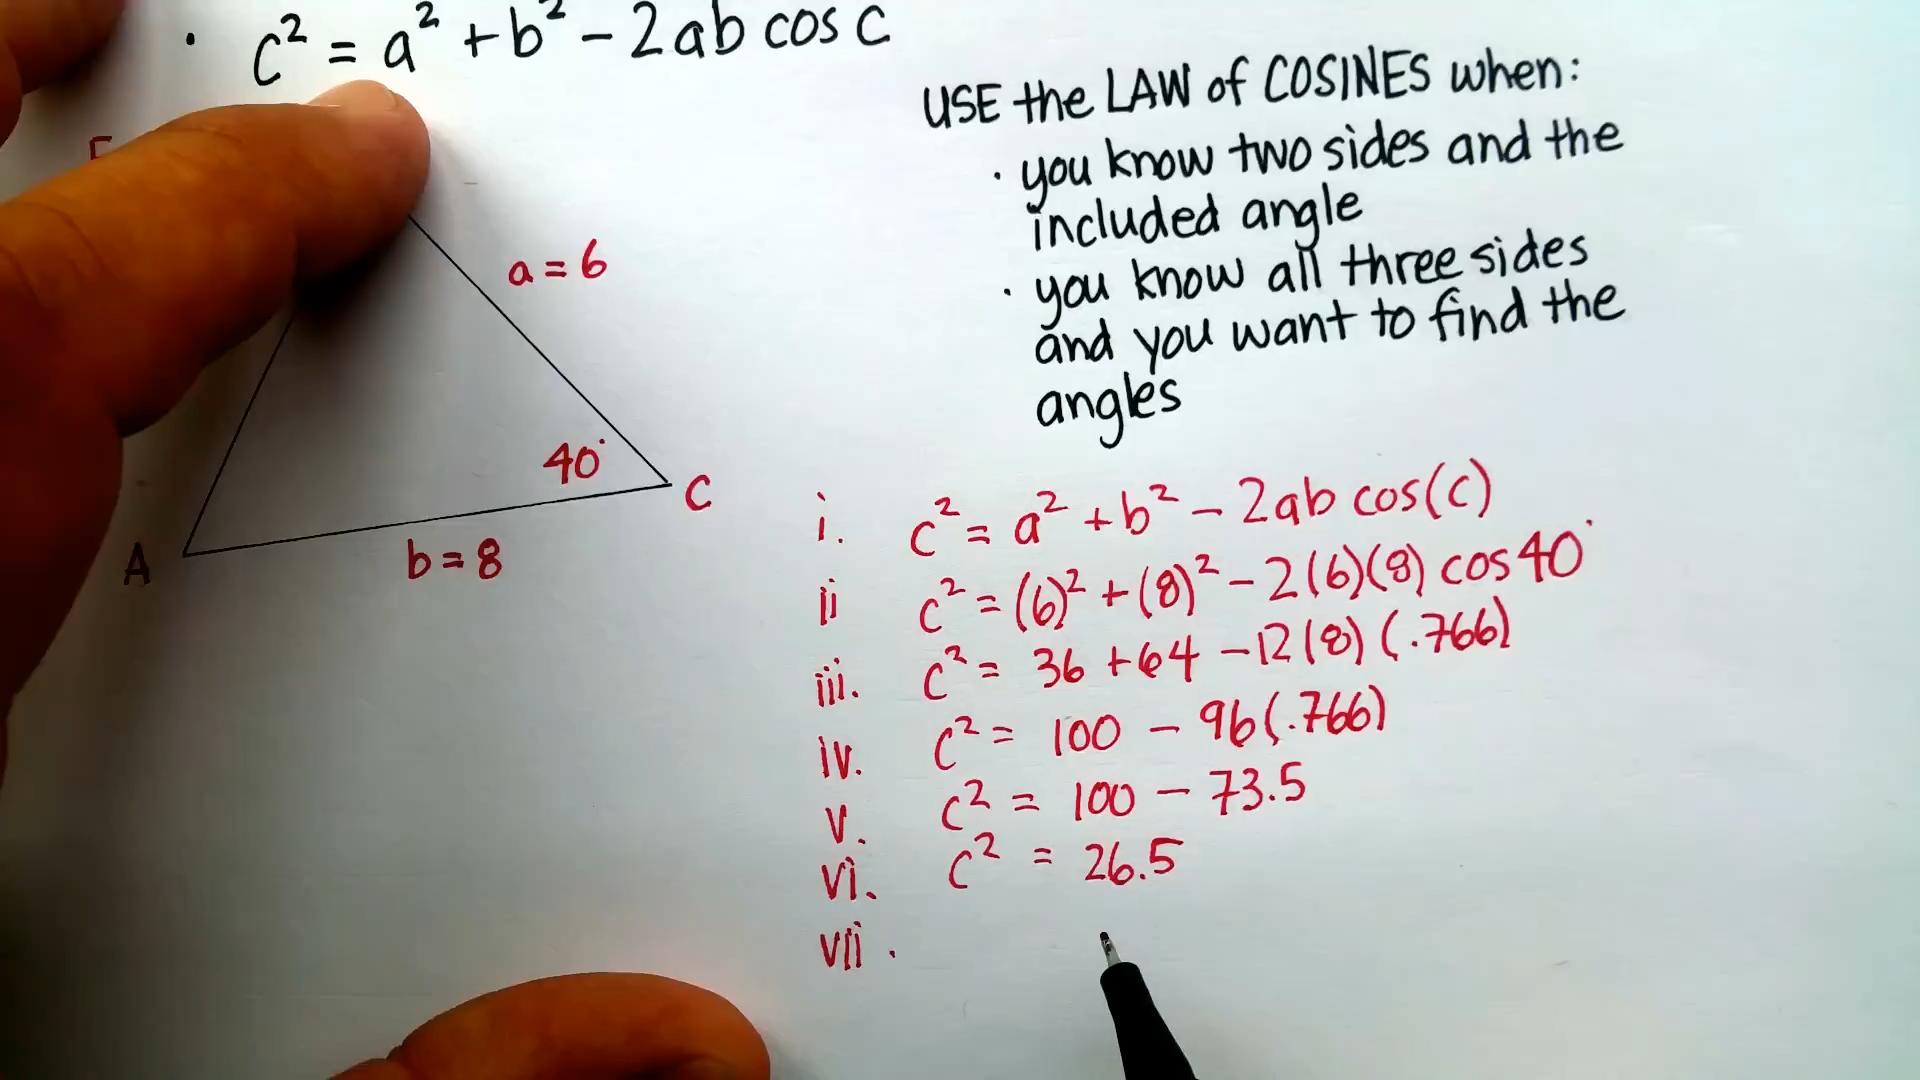 · c² = a² + b² - 2ab cos c
USE the LAW of COSINES when:
· you know two sides and the
included angle
· you know all three sides
and you want to find the
angles
a = 6
40°
C
A
b = 8
i. c² = a² + b² - 2ab cos(c)
ii c² = (6)² + (8)² - 2(6)(8) cos 40°
iii. c² = 36 + 64 - 12(8)(.766)
iv. c² = 100 - 96(.766)
v. c² = 100 - 73.5
vi. c² = 26.5
vii.